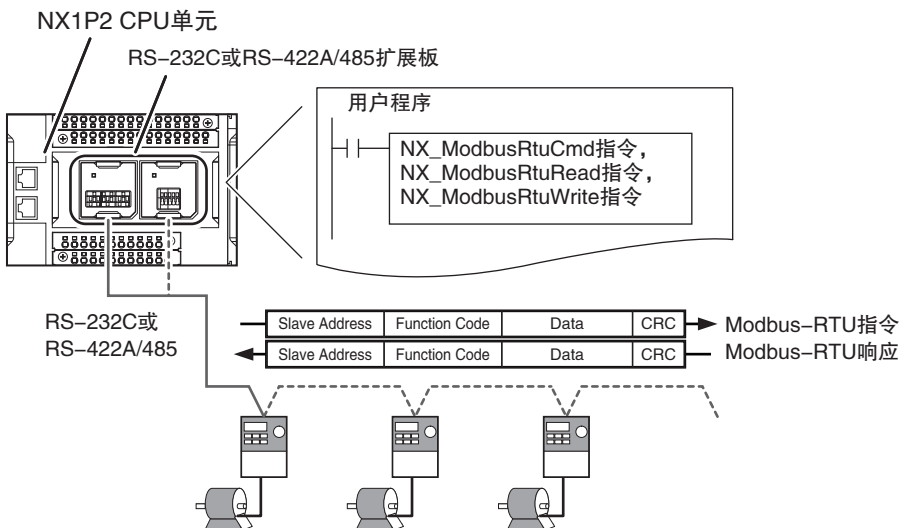 NX1P2 CPU单元
RS-232C或RS-422A/485扩展板
用户程序
NX_ModbusRtuCmd指令，
NX_ModbusRtuRead指令，
NX_ModbusRtuWrite指令
RS-232C或
RS-422A/485
Slave Address Function Code Data CRC Modbus-RTU指令
Slave Address Function Code Data CRC Modbus-RTU响应